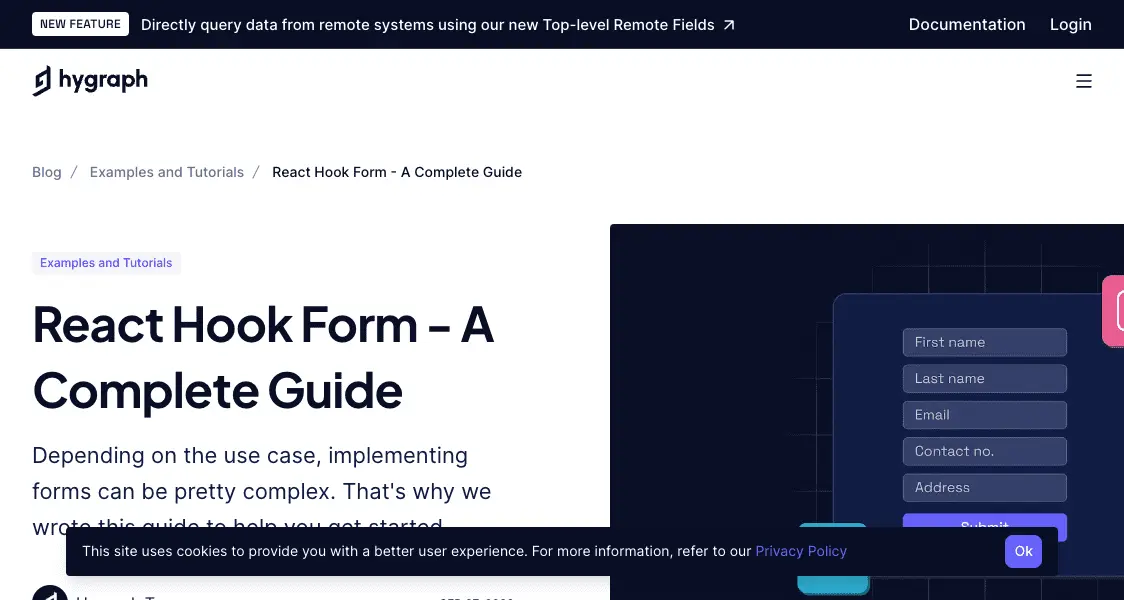 NEW FEATURE Directly query data from remote systems using our new Top-level Remote Fields Documentation Login
hygraph
Blog / Examples and Tutorials / React Hook Form - A Complete Guide
Examples and Tutorials
React Hook Form – A
Complete Guide
Depending on the use case, implementing
forms can be pretty complex. That's why we
wrote this guide to help you get started.
First name
Last name
Email
Contact no.
Address
Submit
This site uses cookies to provide you with a better user experience. For more information, refer to our Privacy Policy Ok